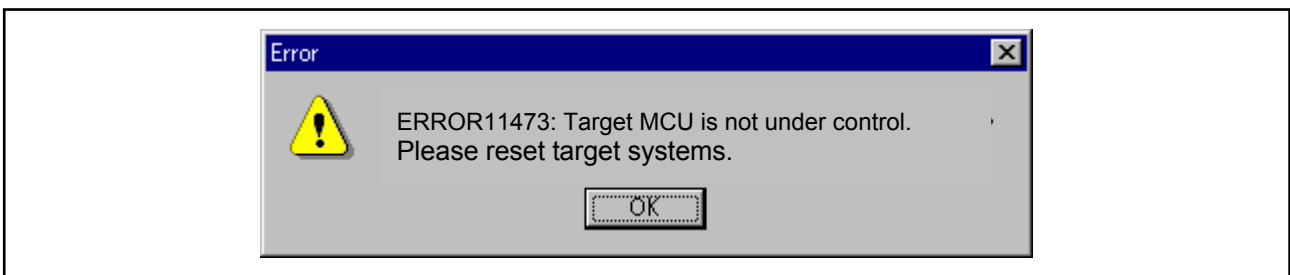 Error
ERROR11473: Target MCU is not under control.
Please reset target systems.
OK